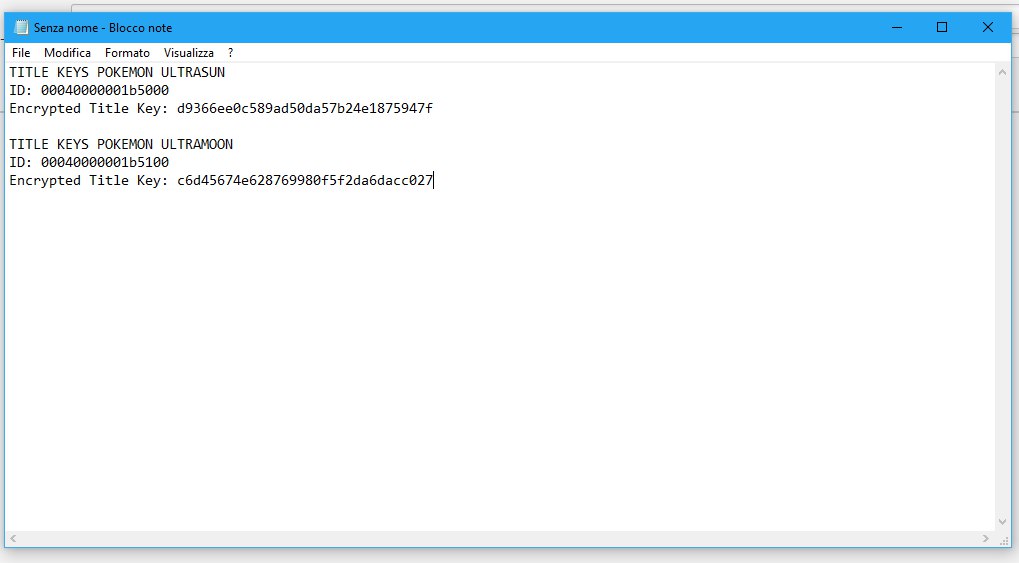 Senza nome - Blocco note
File Modifica Formato Visualizza ?
TITLE KEYS POKEMON ULTRASUN
ID: 00040000001b5000
Encrypted Title Key: d9366ee0c589ad50da57b24e1875947f
TITLE KEYS POKEMON ULTRAMOON
ID: 00040000001b5100
Encrypted Title Key: c6d45674e628769980f5f2da6dacc027